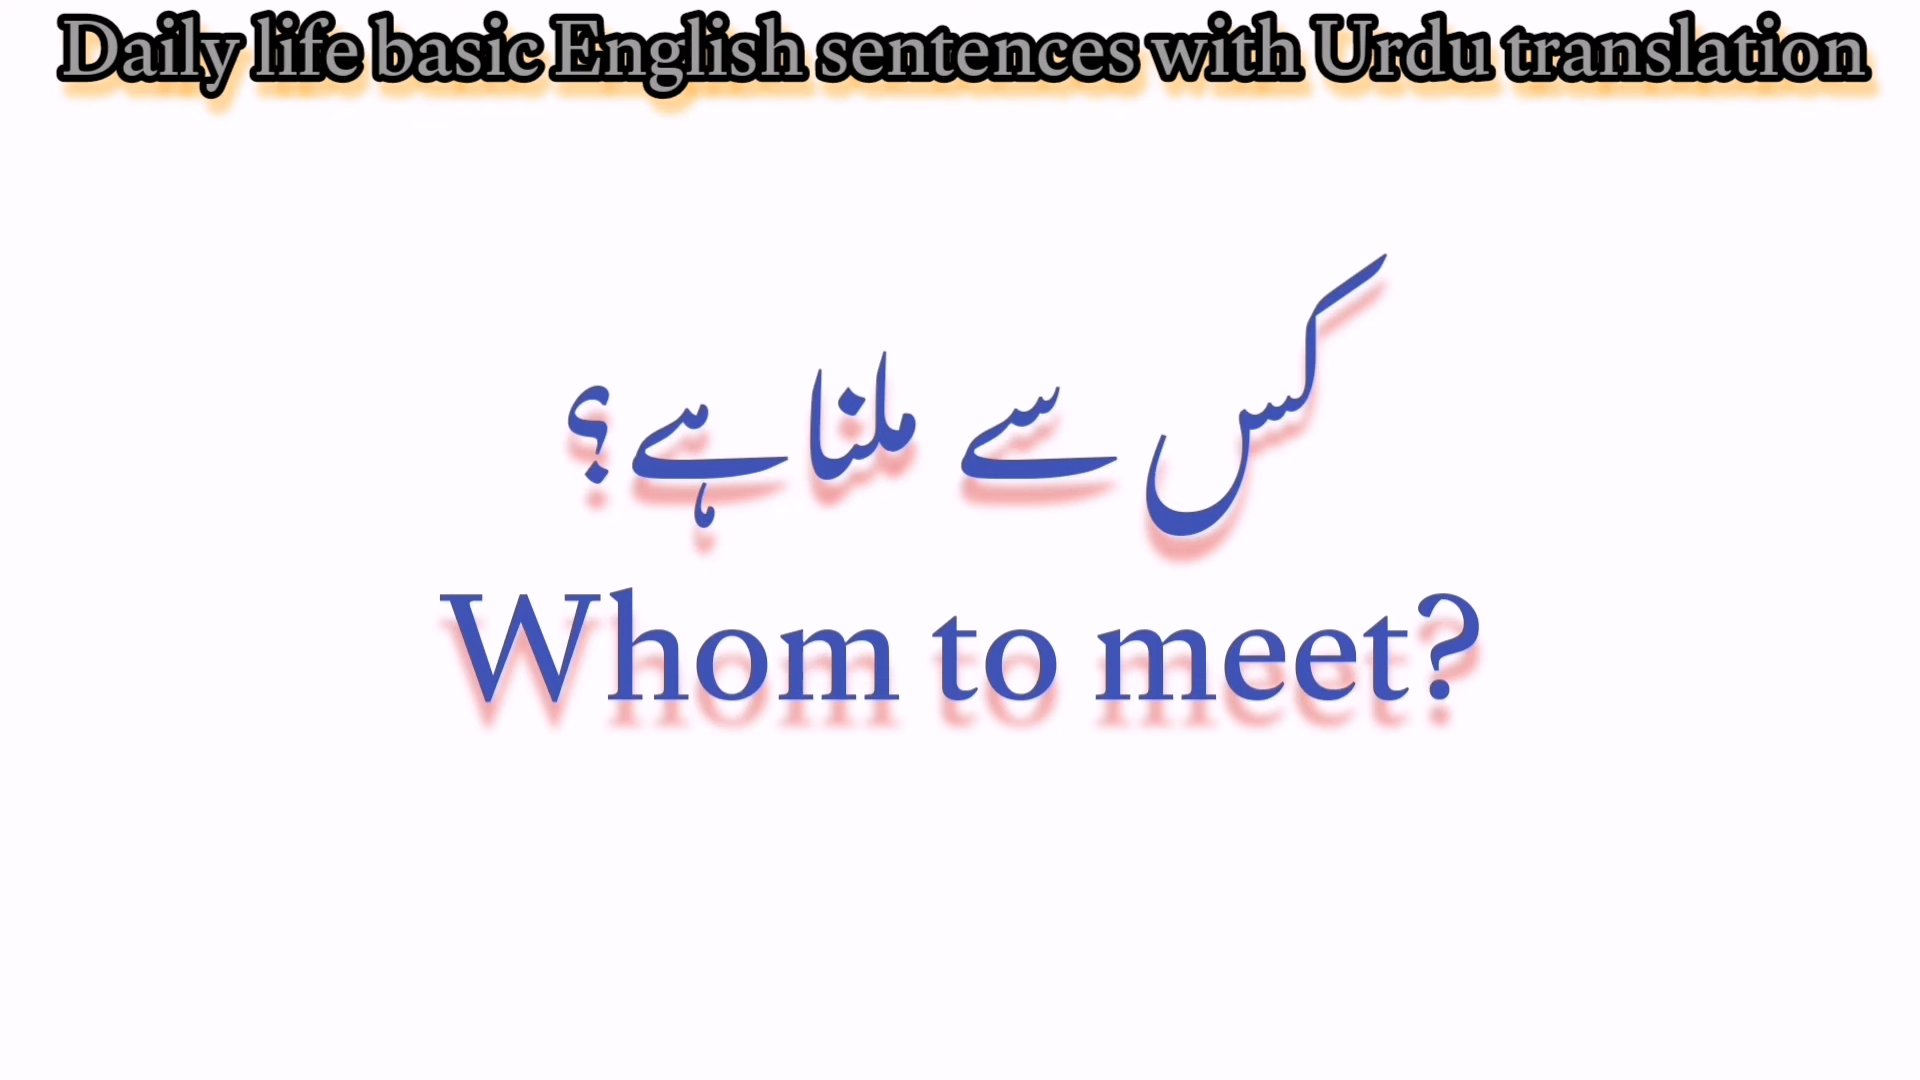 Daily life basic English sentences with Urdu translation
کس سے ملنا ہے؟
Whom to meet?